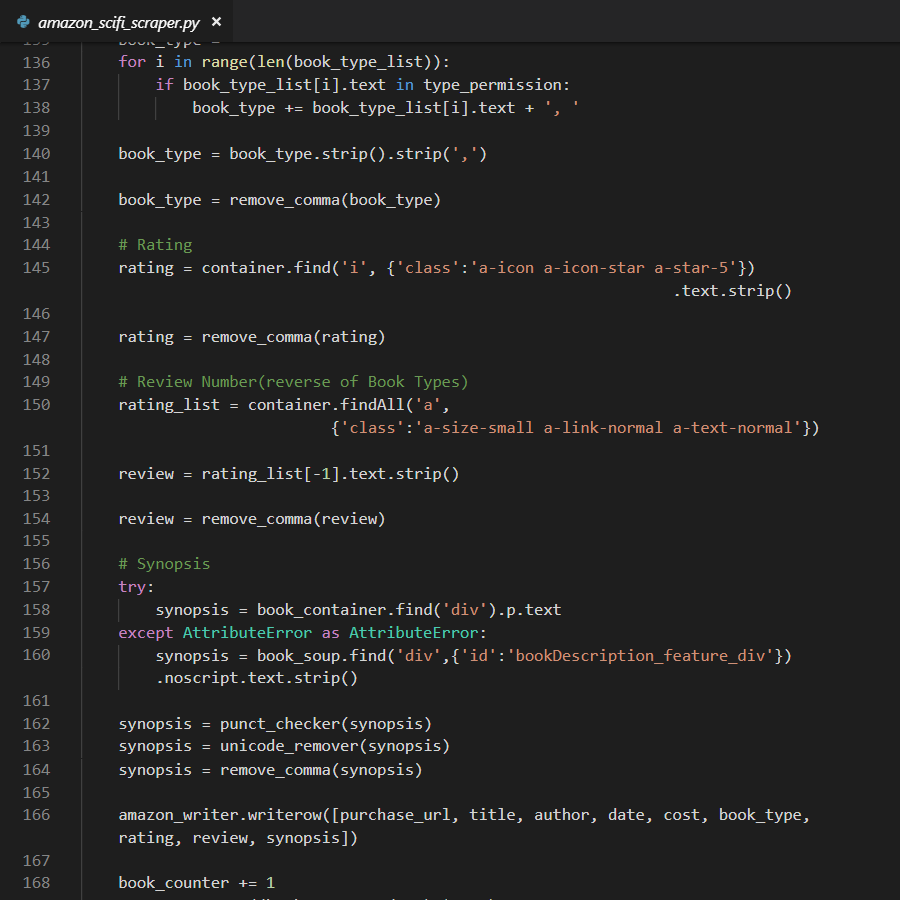 amazon_scifi_scraper.py ×
135 book_type =
136 for i in range(len(book_type_list)):
137 if book_type_list[i].text in type_permission:
138 book_type += book_type_list[i].text + ', '
139
140 book_type = book_type.strip().strip(',')
141
142 book_type = remove_comma(book_type)
143
144 # Rating
145 rating = container.find('i', {'class':'a-icon a-icon-star a-star-5'})
.text.strip()
146
147 rating = remove_comma(rating)
148
149 # Review Number(reverse of Book Types)
150 rating_list = container.findAll('a',
{'class':'a-size-small a-link-normal a-text-normal'})
151
152 review = rating_list[-1].text.strip()
153
154 review = remove_comma(review)
155
156 # Synopsis
157 try:
158 synopsis = book_container.find('div').p.text
159 except AttributeError as AttributeError:
160 synopsis = book_soup.find('div',{'id':'bookDescription_feature_div'})
.noscript.text.strip()
161
162 synopsis = punct_checker(synopsis)
163 synopsis = unicode_remover(synopsis)
164 synopsis = remove_comma(synopsis)
165
166 amazon_writer.writerow([purchase_url, title, author, date, cost, book_type,
rating, review, synopsis])
167
168 book_counter += 1